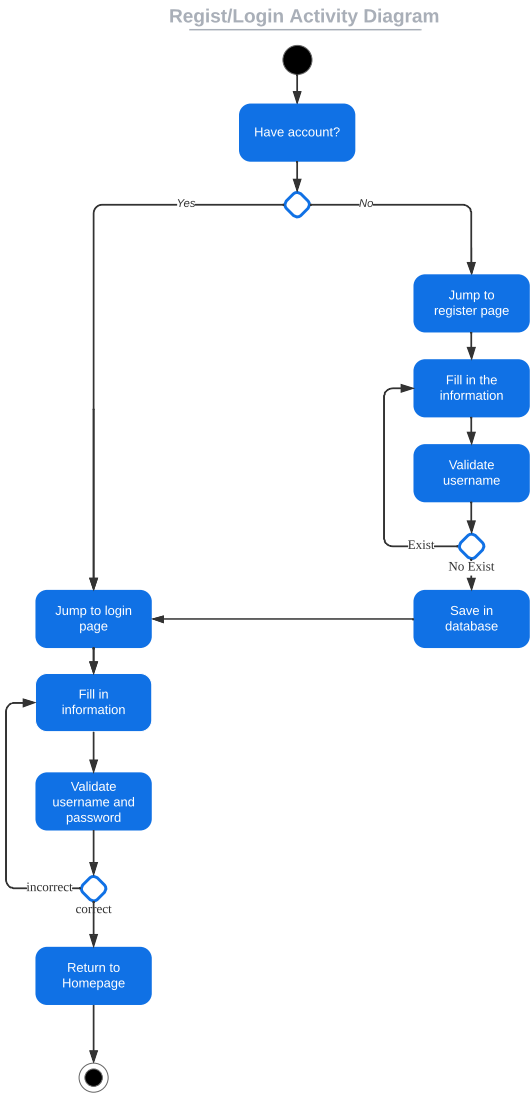 Regist/Login Activity Diagram
Have account?
Yes
No
Jump to
register page
Fill in the
information
Validate
username
Exist
No Exist
Jump to login
page
Save in
database
Fill in
information
Validate
username and
password
incorrect
correct
Return to
Homepage